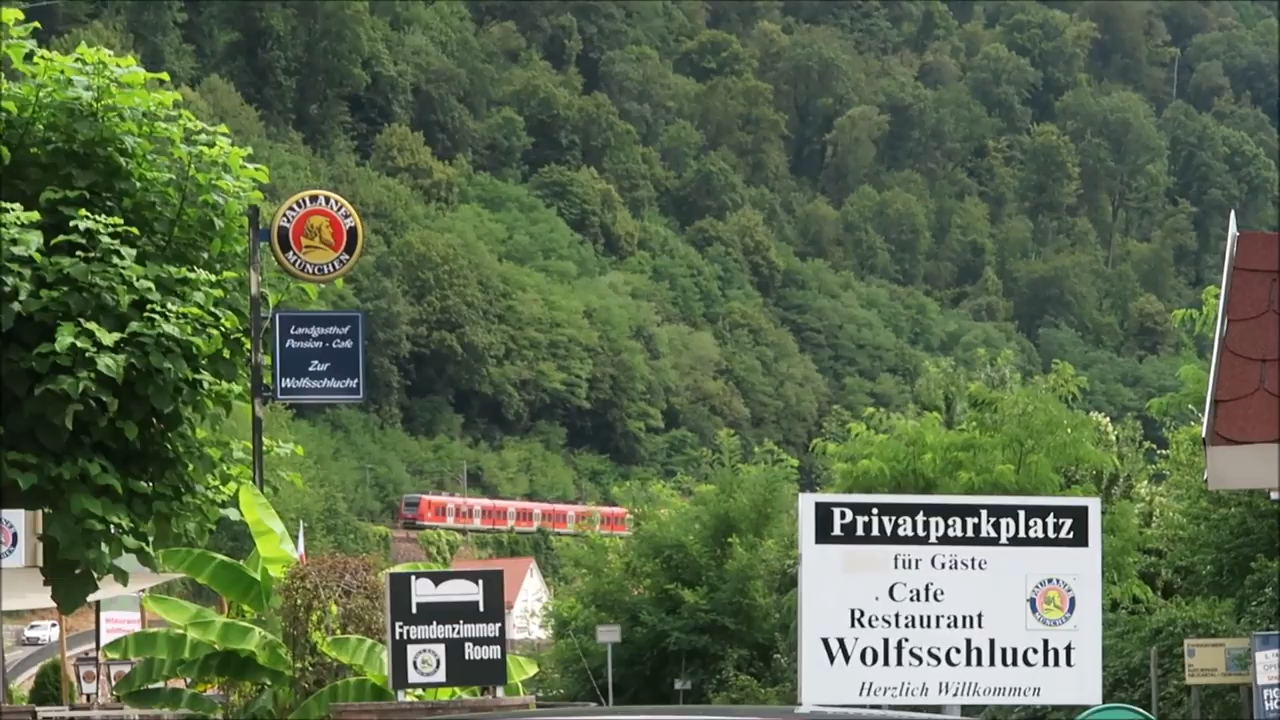 PAULANER
MÜNCHEN
Landgasthof
Pension - Cafe
Zur
Wolfsschlucht
Fremdenzimmer
Room
Privatparkplatz
für Gäste
Cafe
Restaurant
Wolfsschlucht
Herzlich Willkommen
PAULANER
MÜNCHEN